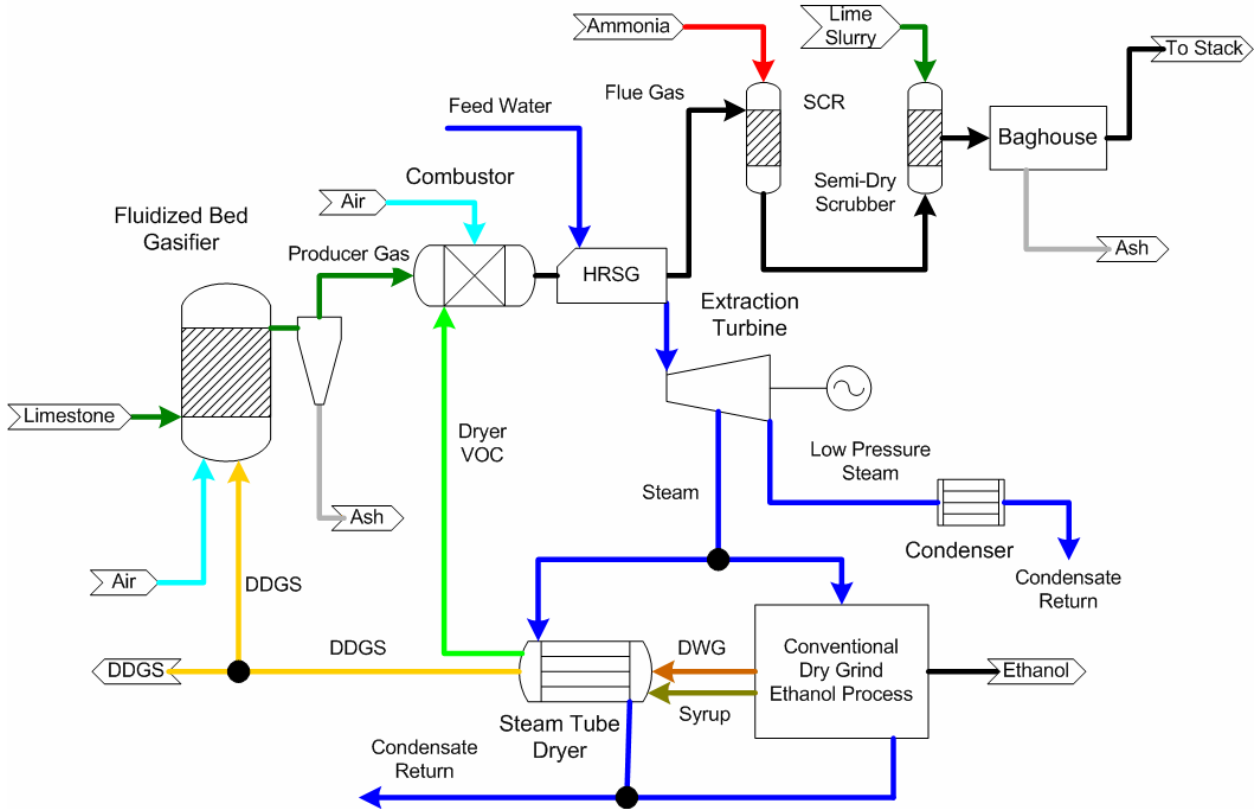 Ammonia
Lime
Slurry
To Stack
Flue Gas
SCR
Feed Water
Baghouse
Combustor
Semi-Dry
Scrubber
Air
Fluidized Bed
Gasifier
Producer Gas
HRSG
Ash
Extraction
Turbine
Limestone
Dryer
VOC
Low Pressure
Steam
Steam
Ash
Condenser
Air
DDGS
Condensate
Return
DDGS
DDGS
DWG
Conventional
Dry Grind
Ethanol Process
Ethanol
Syrup
Steam Tube
Dryer
Condensate
Return